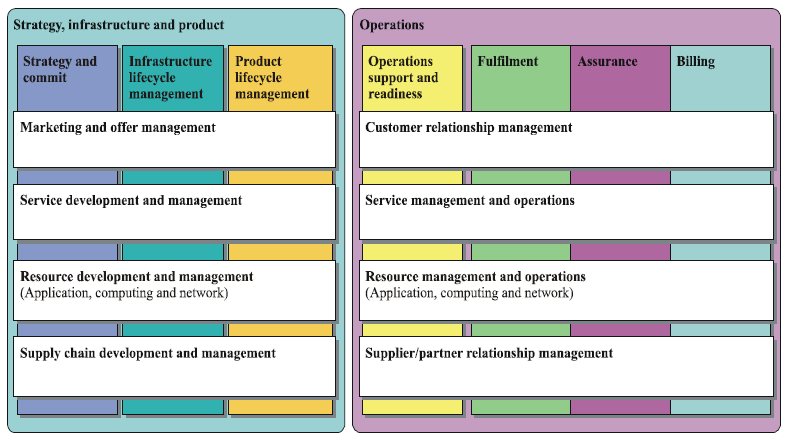 Strategy, infrastructure and product
Strategy and
commit
Infrastructure
lifecycle
management
Product
lifecycle
management
Marketing and offer management
Service development and management
Resource development and management
(Application, computing and network)
Supply chain development and management
Operations
Operations
support and
readiness
Fulfilment
Assurance
Billing
Customer relationship management
Service management and operations
Resource management and operations
(Application, computing and network)
Supplier/partner relationship management